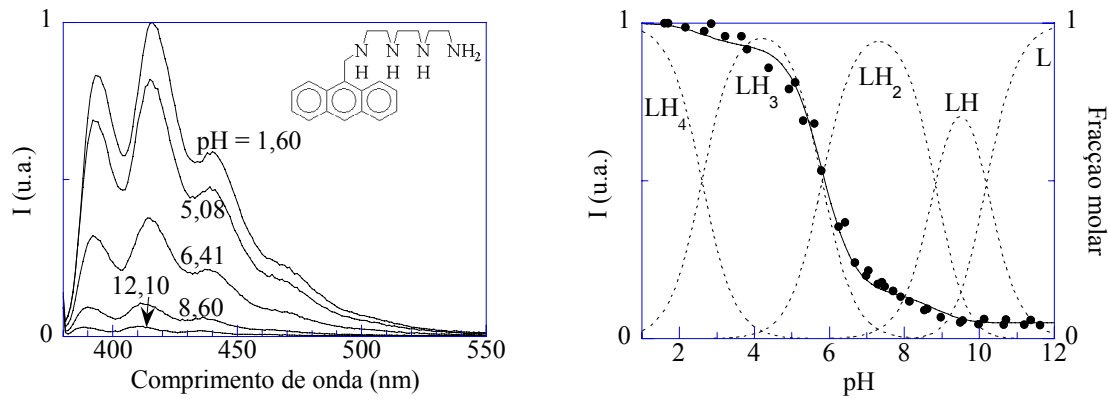 1
I (u.a.)
0
N
N
N
NH2
H
H
H
pH = 1,60
5,08
6,41
12,10
8,60
400
450
500
550
Comprimento de onda (nm)
1
I (u.a.)
0
LH4
LH3
LH2
LH
L
1
Fracçao molar
0
2
4
6
8
10
12
pH